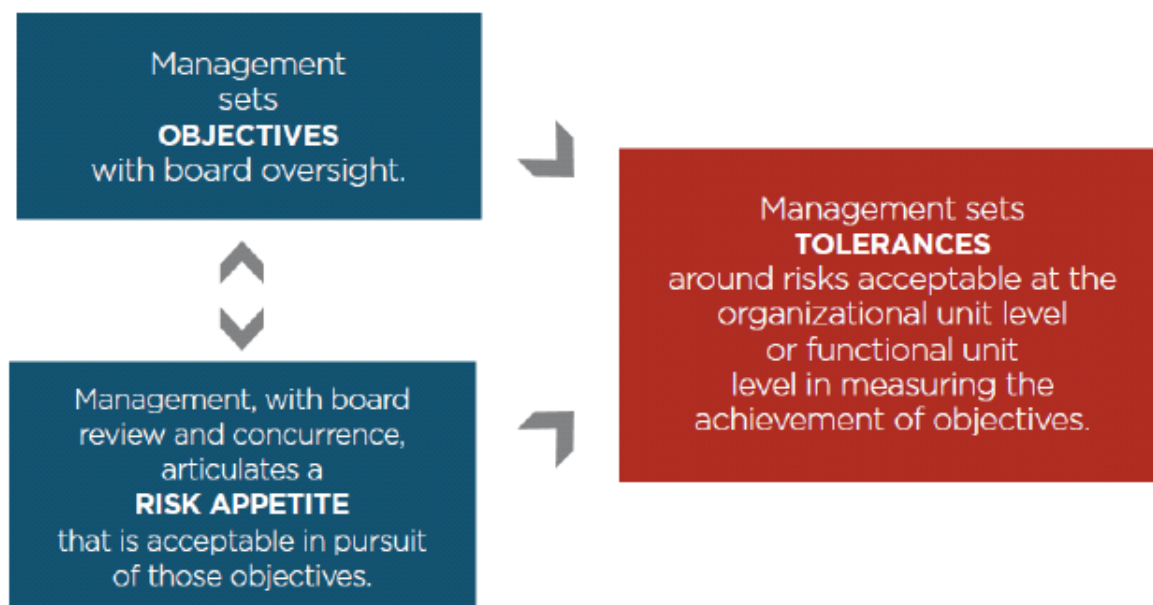 Management
sets
OBJECTIVES
with board oversight.
Management, with board
review and concurrence,
articulates a
RISK APPETITE
that is acceptable in pursuit
of those objectives.
Management sets
TOLERANCES
around risks acceptable at the
organizational unit level
or functional unit
level in measuring the
achievement of objectives.